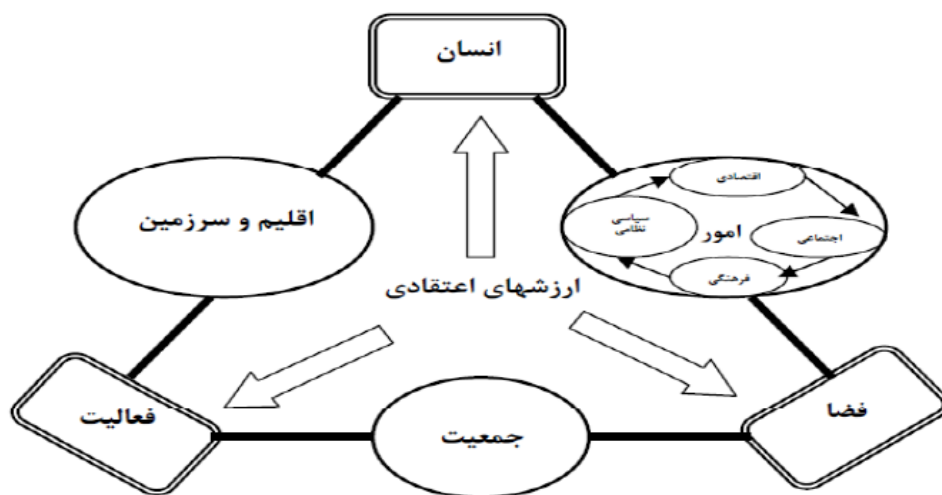 انسان
اقتصادی
اقلیم و سرزمین
سیاسی
نظامی
امور
اجتماعی
فرهنگی
ارزشهای اعتقادی
فضا
فعالیت
جمعیت